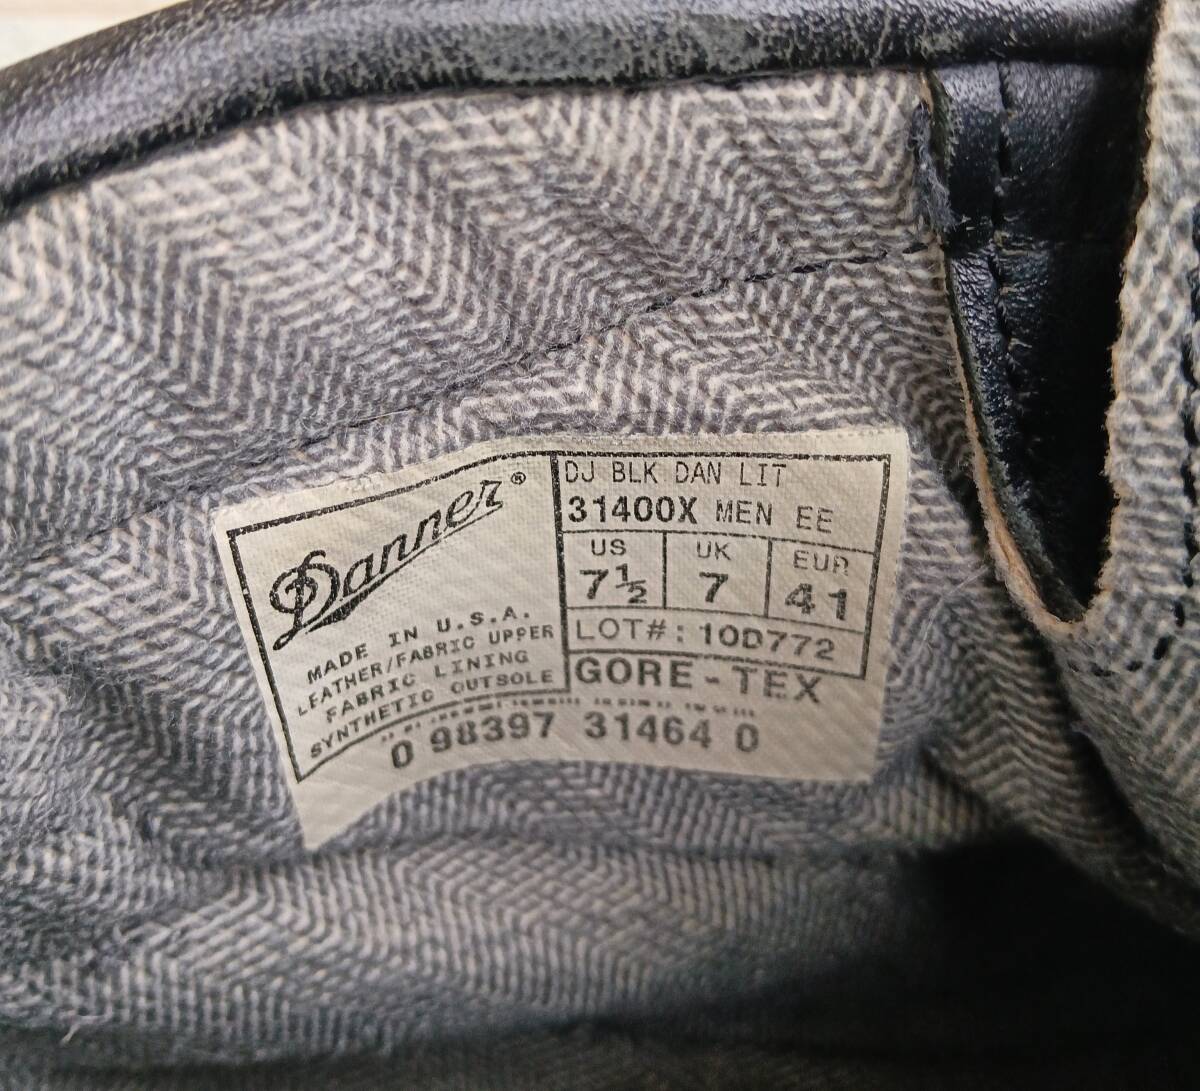 Danner®
MADE IN U.S.A.
LEATHER/FABRIC UPPER
FABRIC LINING
SYNTHETIC OUTSOLE
DJ BLK DAN LIT
31400X MEN EE
US UK EUR
7½ 7 41
LOT#: 10D772
GORE-TEX
0 98397 31464 0